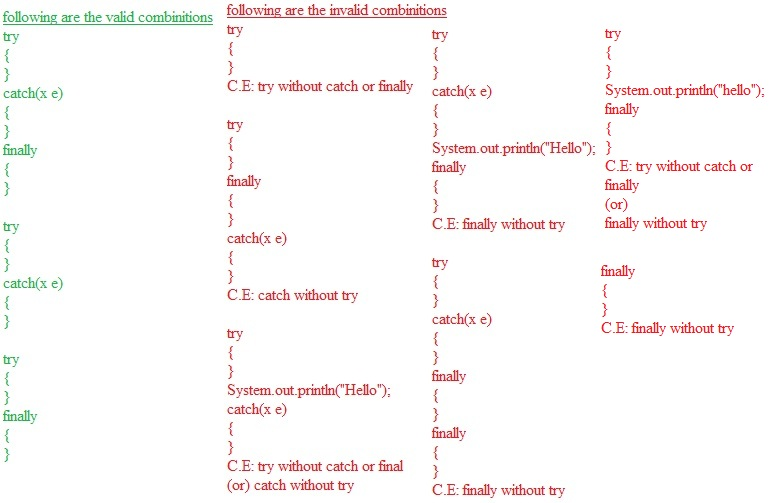 following are the valid combinitions
try
{
}
catch(x e)
{
}
finally
{
}
try
{
}
catch(x e)
{
}
try
{
}
finally
{
}
following are the invalid combinitions
try
{
}
C.E: try without catch or finally
try
{
}
finally
{
}
catch(x e)
{
}
C.E: catch without try
try
{
}
System.out.println("Hello");
catch(x e)
{
}
C.E: try without catch or final
(or) catch without try
try
{
}
catch(x e)
{
}
System.out.println("Hello");
finally
{
}
C.E: finally without try
try
{
}
catch(x e)
{
}
finally
{
}
finally
{
}
C.E: finally without try
try
{
}
System.out.println("hello");
finally
{
}
C.E: try without catch or
finally
(or)
finally without try
finally
{
}
C.E: finally without try